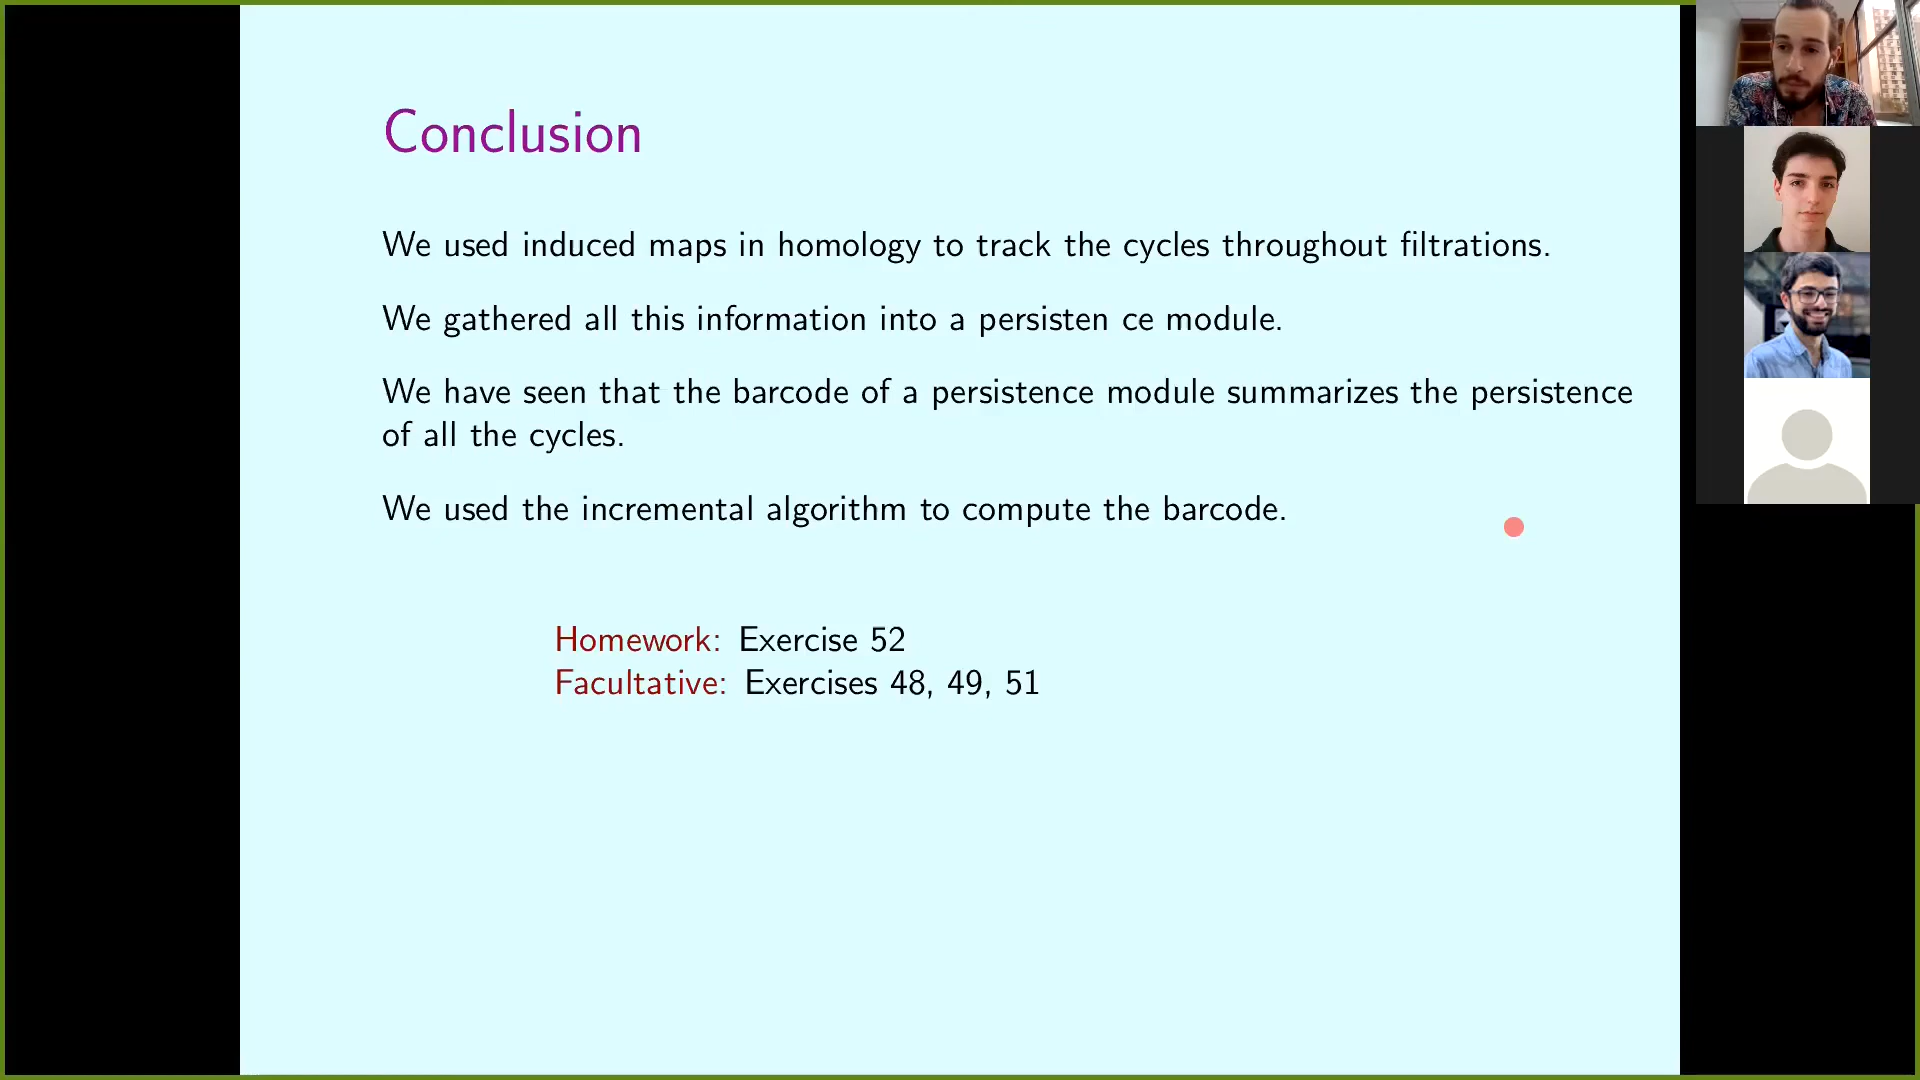 Conclusion
We used induced maps in homology to track the cycles throughout filtrations.
We gathered all this information into a persisten ce module.
We have seen that the barcode of a persistence module summarizes the persistence
of all the cycles.
We used the incremental algorithm to compute the barcode.
Homework: Exercise 52
Facultative: Exercises 48, 49, 51